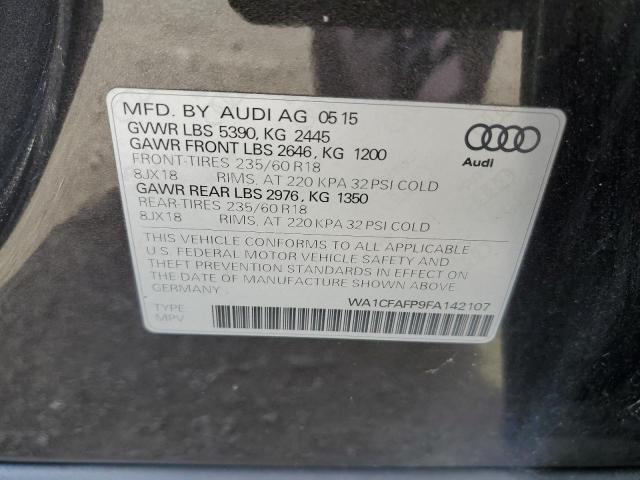 MFD. BY AUDI AG 05 15
GVWR LBS 5390, KG 2445
GAWR FRONT LBS 2646, KG 1200
FRONT-TIRES 235/60 R18
8JX18 RIMS, AT 220 KPA 32 PSI COLD
GAWR REAR LBS 2976, KG 1350
REAR-TIRES 235/60 R18
8JX18 RIMS, AT 220 KPA 32 PSI COLD
Audi
THIS VEHICLE CONFORMS TO ALL APPLICABLE
U.S. FEDERAL MOTOR VEHICLE SAFETY AND
THEFT PREVENTION STANDARDS IN EFFECT ON
THE DATE OF MANUFACTURE SHOWN ABOVE.
GERMANY
WA1CFAFP9FA142107
TYPE:
MPV